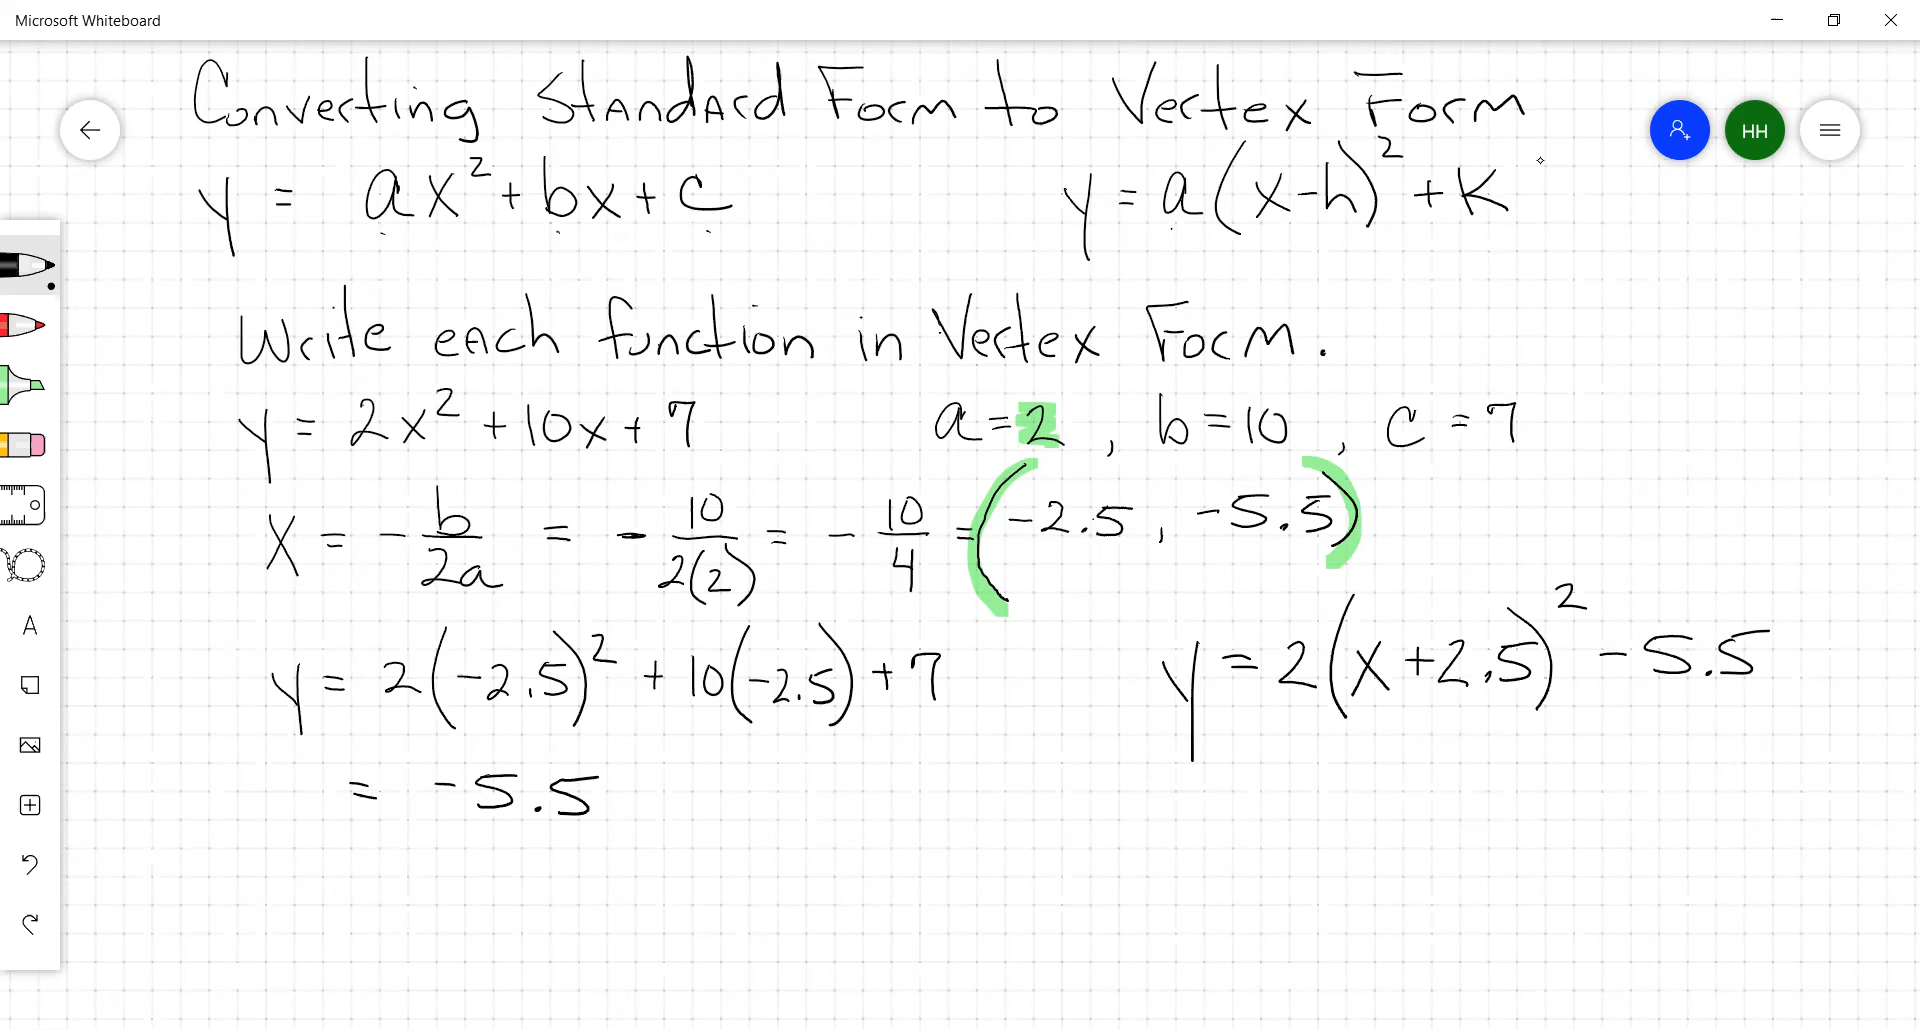 Microsoft Whiteboard
Converting Standard Form to Vertex Form
y = ax² + bx + c y = a(x-h)² + k
HH
Write each function in Vertex Form.
y = 2x² + 10x + 7 a = 2 , b = 10 , c = 7
x = - b/2a = - 10/2(2) = - 10/4 = (-2.5 , -5.5)
y = 2(-2.5)² + 10(-2.5) + 7 y = 2(x+2.5)² - 5.5
= -5.5
A